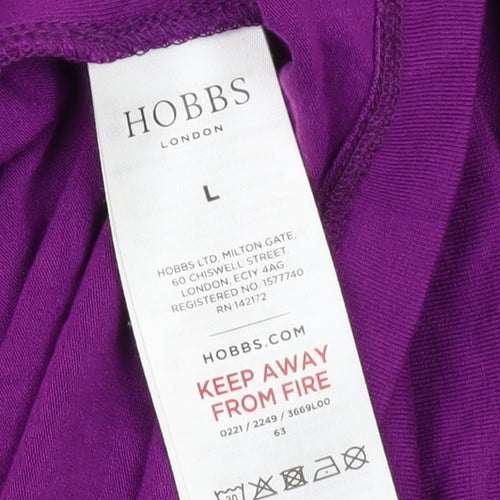 HOBBS
LONDON
L
HOBBS LTD, MILTON GATE,
60 CHISWELL STREET,
LONDON, EC1Y 4AG.
REGISTERED NO. 1577740
RN 142172
HOBBS.COM
KEEP AWAY
FROM FIRE
0221 / 2249 / 3669L00
63
30